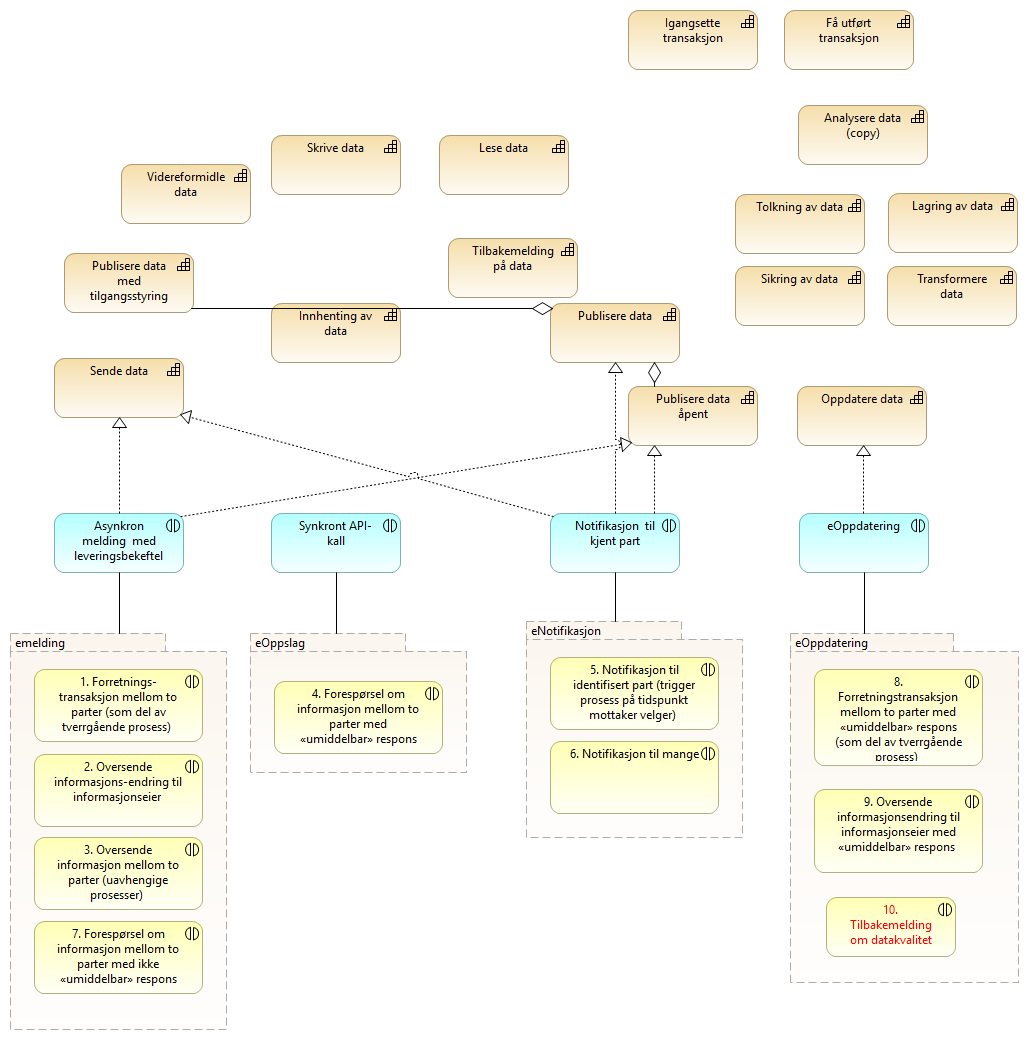 Igangsette
transaksjon
Få utført
transaksjon
Analysere data
(copy)
Skrive data
Lese data
Videreformidle
data
Tolkning av data
Lagring av data
Tilbakemelding
på data
Publisere data
med
tilgangsstyring
Sikring av data
Transformere
data
Innhenting av
data
Publisere data
Sende data
Publisere data
åpent
Oppdatere data
Asynkron
melding med
leveringsbekeftel
Synkront API-
kall
Notifikasjon til
kjent part
eOppdatering
emelding
1. Forretnings-
transaksjon mellom to
parter (som del av
tverrgående prosess)
2. Oversende
informasjons-endring til
informasjonseier
3. Oversende
informasjon mellom to
parter (uavhengige
prosesser)
7. Forespørsel om
informasjon mellom to
parter med ikke
«umiddelbar» respons
eOppslag
4. Forespørsel om
informasjon mellom to
parter med
«umiddelbar» respons
eNotifikasjon
5. Notifikasjon til
identifisert part (trigger
prosess på tidspunkt
mottaker velger)
6. Notifikasjon til mange
eOppdatering
8.
Forretningstransaksjon
mellom to parter med
«umiddelbar» respons
(som del av tverrgående
prosess)
9. Oversende
informasjonsendring til
informasjonseier med
«umiddelbar» respons
10.
Tilbakemelding
om datakvalitet